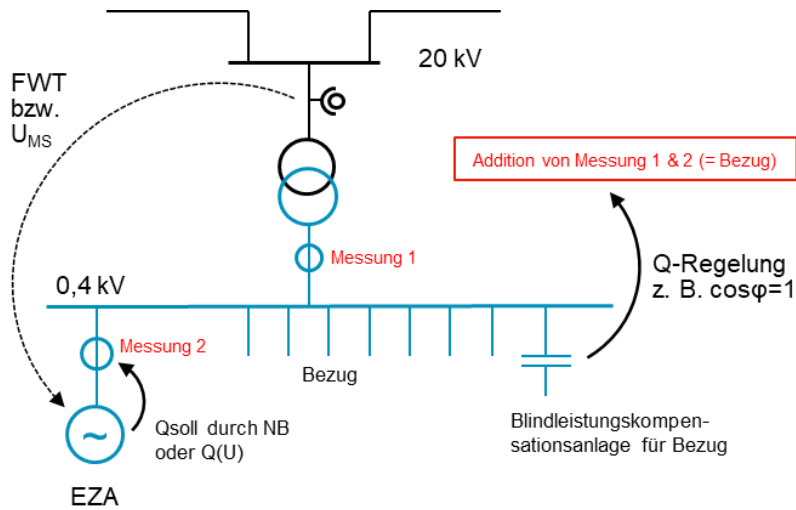 20 kV
FWT
bzw.
U_MS
Addition von Messung 1 & 2 (= Bezug)
Messung 1
Q-Regelung
z. B. cosφ=1
0,4 kV
Messung 2
Bezug
Qsoll durch NB
oder Q(U)
Blindleistungskompen-
sationsanlage für Bezug
~
EZA